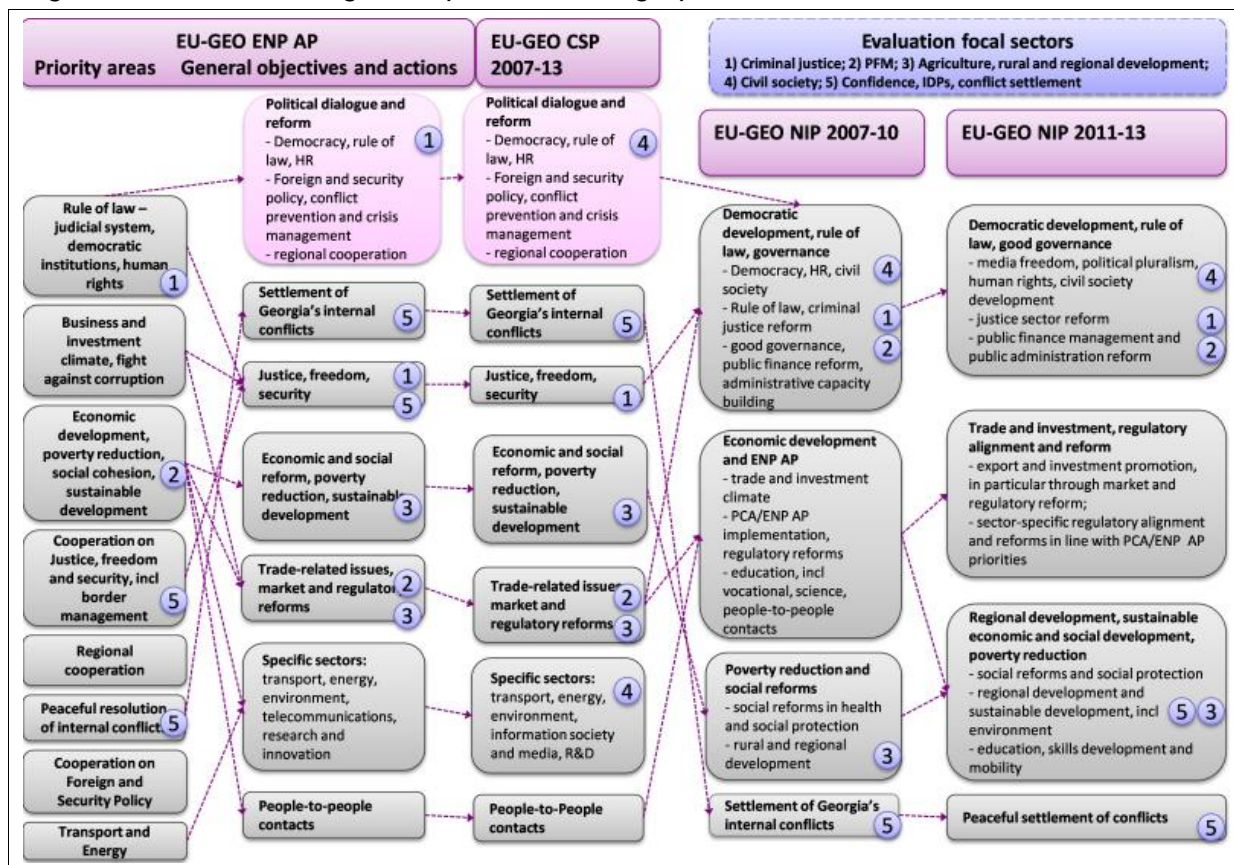 EU-GEO ENP AP
Priority areas General objectives and actions
EU-GEO CSP
2007-13
Evaluation focal sectors
1) Criminal justice; 2) PFM; 3) Agriculture, rural and regional development;
4) Civil society; 5) Confidence, IDPs, conflict settlement
EU-GEO NIP 2007-10
EU-GEO NIP 2011-13
Rule of law –
judicial system,
democratic
institutions, human
rights
1
Business and
investment
climate, fight
against corruption
Economic
development,
poverty reduction,
social cohesion,
sustainable
development
2
Cooperation on
Justice, freedom
and security, incl
border
management
5
Regional
cooperation
Peaceful resolution
of internal conflicts
5
Cooperation on
Foreign and
Security Policy
Transport and
Energy
Political dialogue and
reform
- Democracy, rule of
law, HR
- Foreign and security
policy, conflict
prevention and crisis
management
- regional cooperation
1
Settlement of
Georgia's internal
conflicts
5
Justice, freedom,
security
1
5
Economic and social
reform, poverty
reduction, sustainable
development
3
Trade-related issues,
market and regulatory
reforms
2
3
Specific sectors:
transport, energy,
environment,
telecommunications,
research and
innovation
People-to-people
contacts
Political dialogue and
reform
- Democracy, rule of
law, HR
- Foreign and security
policy, conflict
prevention and crisis
management
- regional cooperation
4
Settlement of
Georgia's internal
conflicts
5
Justice, freedom,
security
1
Economic and social
reform, poverty
reduction,
sustainable
development
3
Trade-related issues,
market and
regulatory reforms
2
3
Specific sectors:
transport, energy,
environment,
information society
and media, R&D
4
People-to-People
contacts
Democratic
development, rule of
law, governance
- Democracy, HR, civil
society
- Rule of law, criminal
justice reform
- good governance,
public finance reform,
administrative capacity
building
4
1
2
Economic development
and ENP AP
- trade and investment
climate
- PCA/ENP AP
implementation,
regulatory reforms
- education, incl
vocational, science,
people-to-people
contacts
Poverty reduction and
social reforms
- social reforms in health
and social protection
- rural and regional
development
3
Settlement of Georgia's
internal conflicts
5
Democratic development, rule of
law, good governance
- media freedom, political pluralism,
human rights, civil society
development
- justice sector reform
- public finance management and
public administration reform
4
1
2
Trade and investment, regulatory
alignment and reform
- export and investment promotion,
in particular through market and
regulatory reform;
- sector-specific regulatory alignment
and reforms in line with PCA/ENP AP
priorities
Regional development, sustainable
economic and social development,
poverty reduction
- social reforms and social protection
- regional development and
sustainable development, incl
environment
- education, skills development and
mobility
5 3
Peaceful settlement of conflicts
5